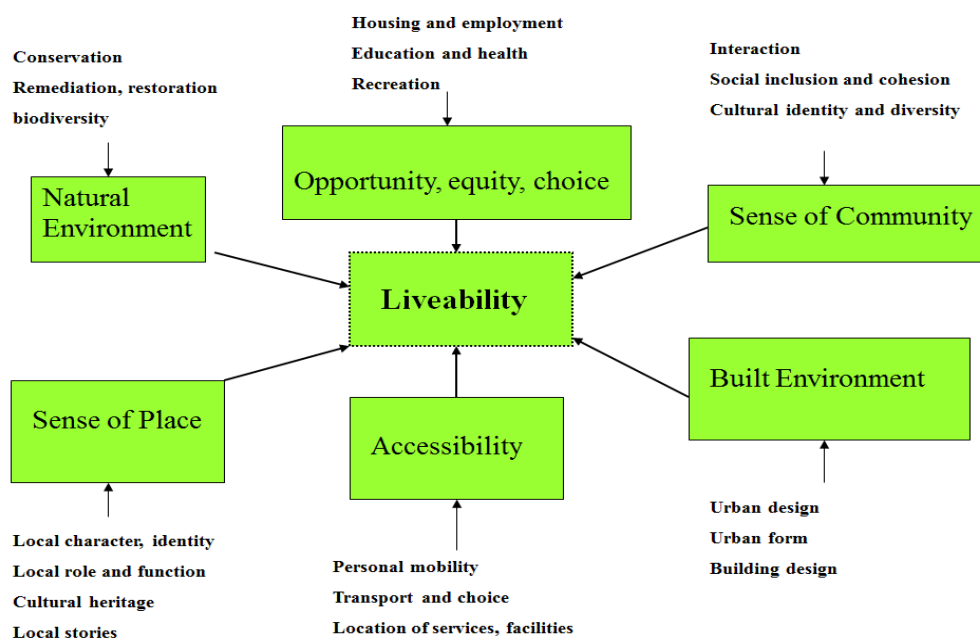 Housing and employment
Education and health
Recreation
Conservation
Remediation, restoration
biodiversity
Interaction
Social inclusion and cohesion
Cultural identity and diversity
Natural
Environment
Opportunity, equity, choice
Sense of Community
Liveability
Sense of Place
Accessibility
Built Environment
Local character, identity
Local role and function
Cultural heritage
Local stories
Personal mobility
Transport and choice
Location of services, facilities
Urban design
Urban form
Building design